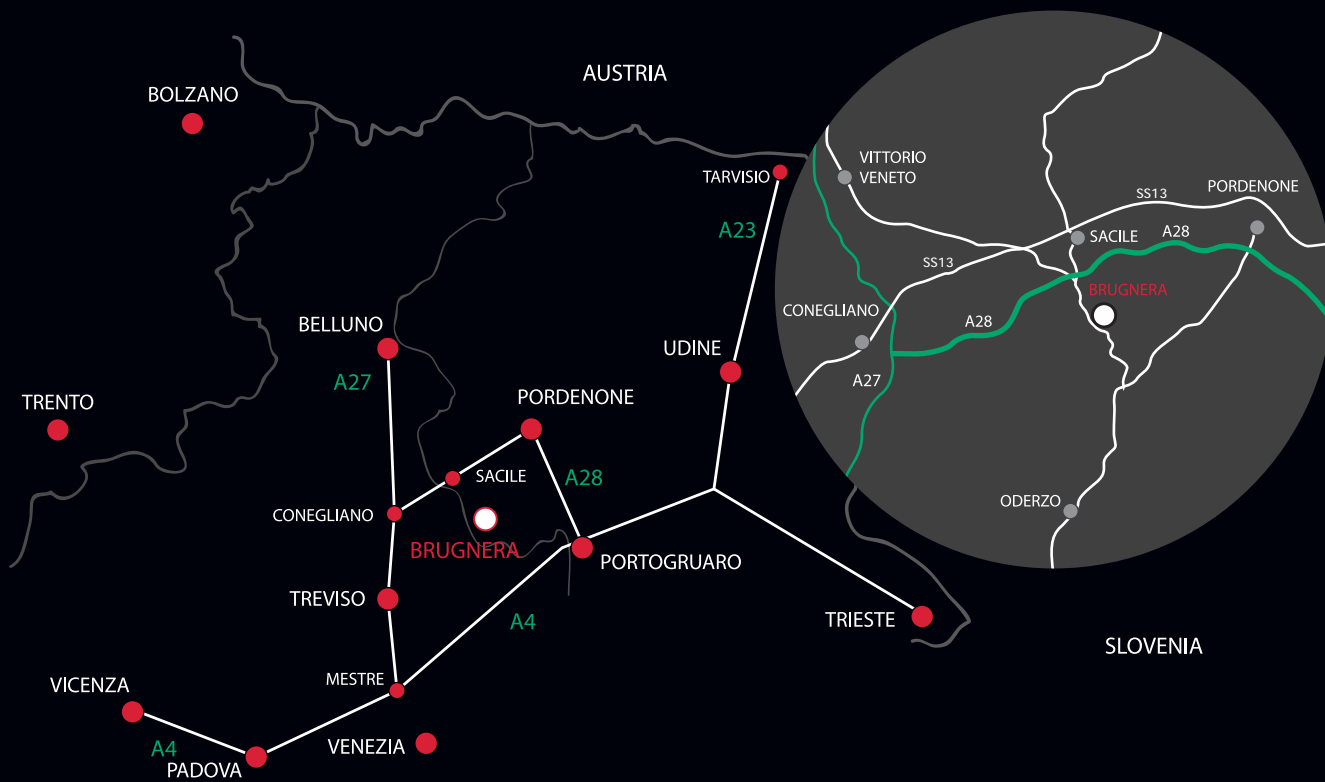 AUSTRIA
BOLZANO
TARVISIO
A23
BELLUNO
A27
UDINE
TRENTO
PORDENONE
SACILE
A28
CONEGLIANO
BRUGNERA
PORTOGRUARO
TREVISO
A4
TRIESTE
SLOVENIA
MESTRE
VICENZA
A4
VENEZIA
PADOVA
VITTORIO
VENETO
SS13
PORDENONE
SACILE
A28
SS13
BRUGNERA
CONEGLIANO
A28
A27
ODERZO